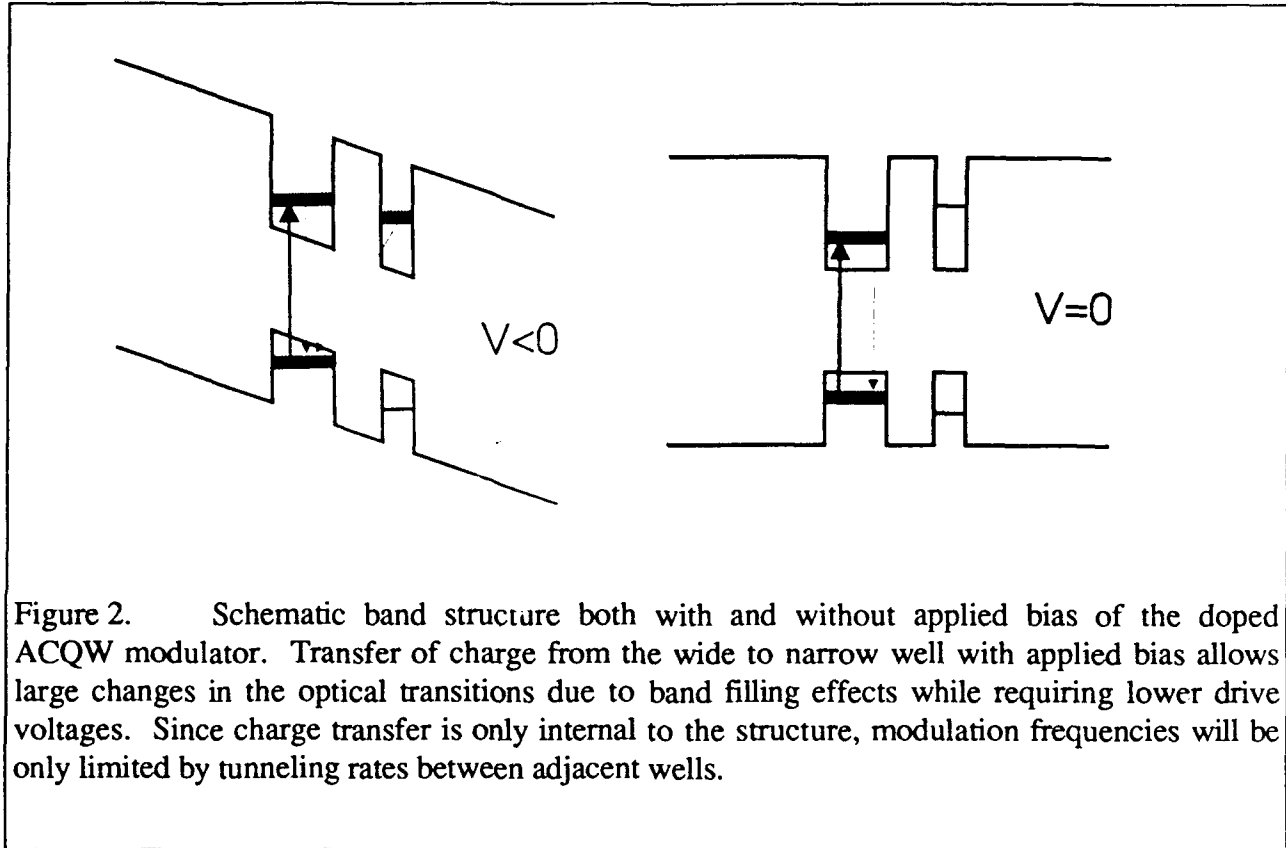 V<0
V=0
Figure 2. Schematic band structure both with and without applied bias of the doped
ACQW modulator. Transfer of charge from the wide to narrow well with applied bias allows
large changes in the optical transitions due to band filling effects while requiring lower drive
voltages. Since charge transfer is only internal to the structure, modulation frequencies will be
only limited by tunneling rates between adjacent wells.